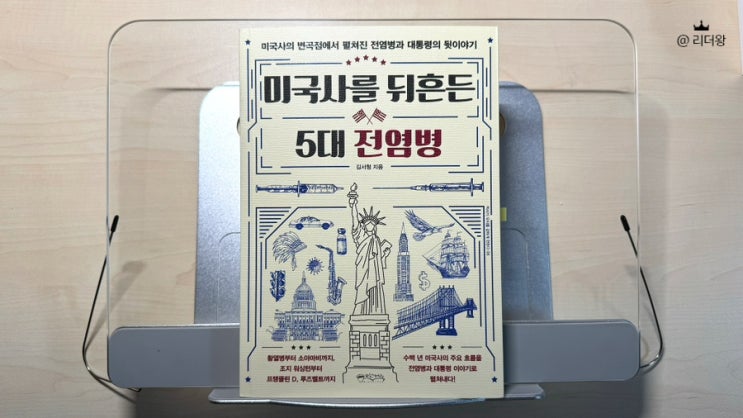 @ 리더왕
미국사의 변곡점에서 펼쳐진 전염병과 대통령의 뒷이야기
미국사를 뒤흔든
5대 전염병
김서형 지음
황열병부터 소아마비까지,
조지 워싱턴부터
프랭클린 D. 루즈벨트까지
수백 년 미국사의 주요 흐름을
전염병과 대통령 이야기로
펼쳐내다!